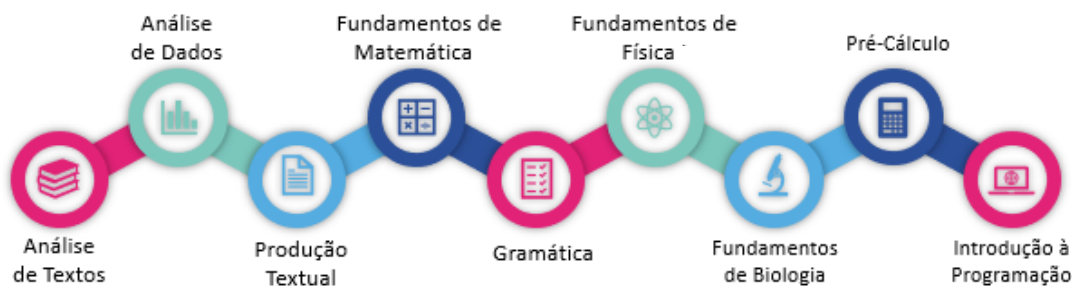 Análise
de Dados
Fundamentos de
Matemática
Fundamentos de
Física
Pré-Cálculo
Análise
de Textos
Produção
Textual
Gramática
Fundamentos
de Biologia
Introdução à
Programação